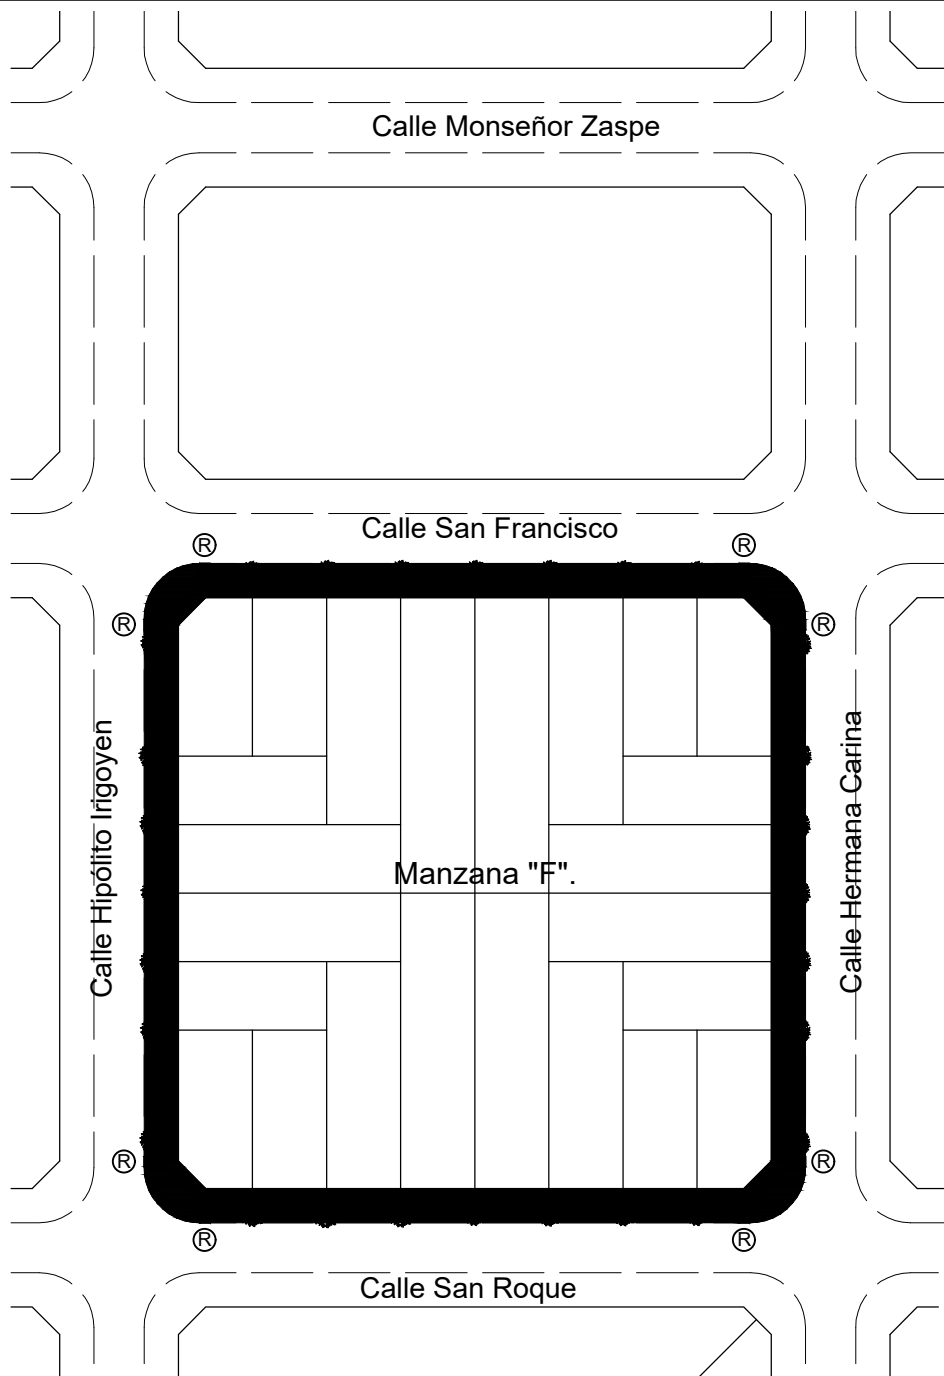 Calle Monseñor Zaspe
Calle San Francisco
® ®
® ®
Calle Hipólito Irigoyen
Calle Hermana Carina
Manzana "F".
® ®
® ®
Calle San Roque